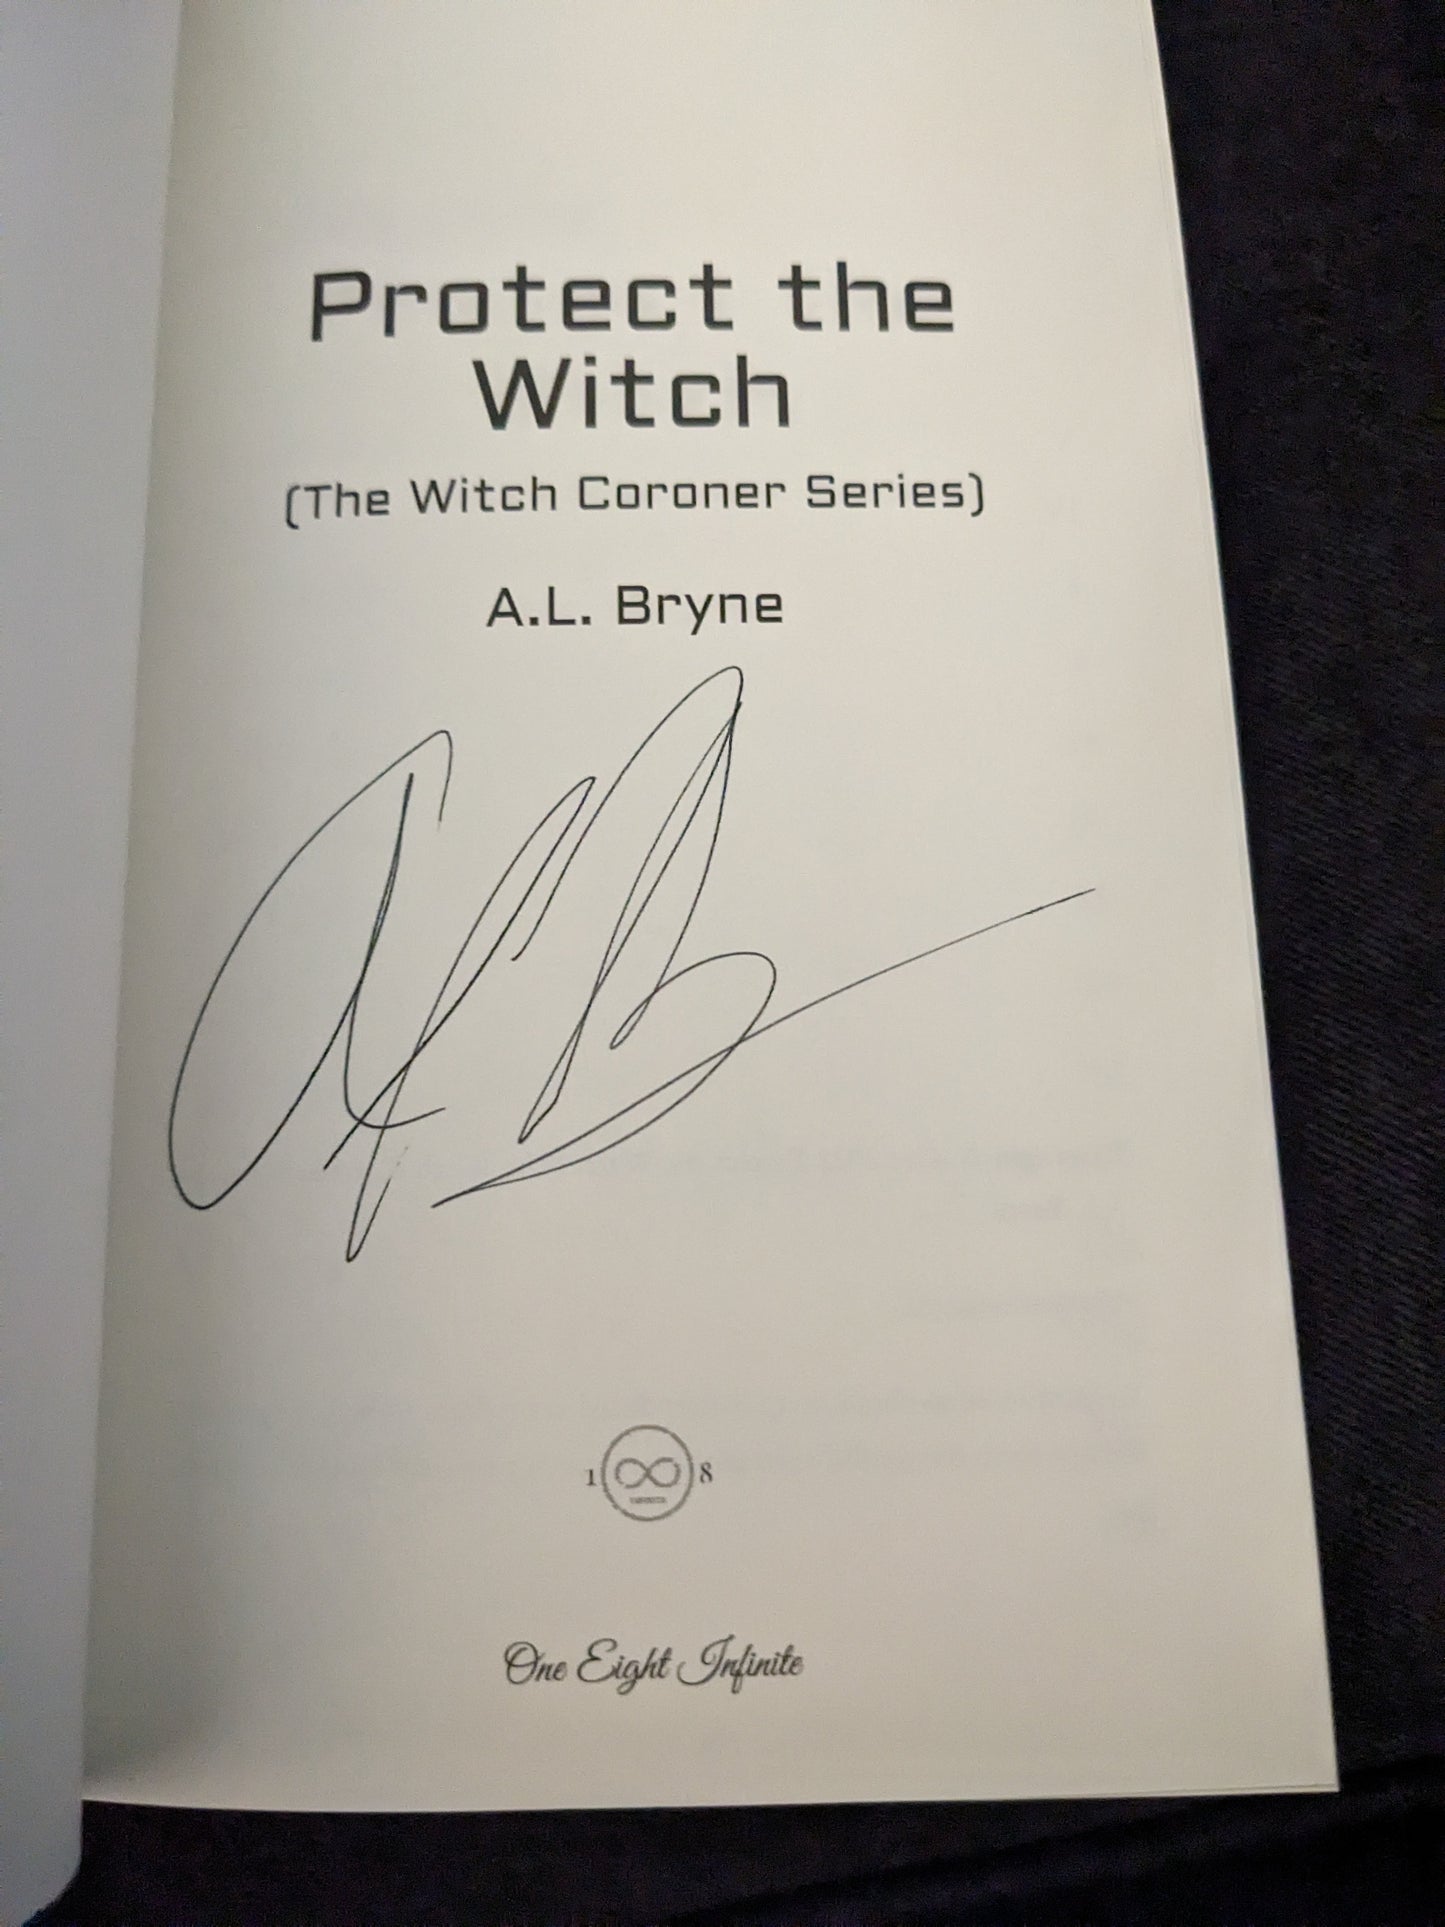 Protect the
Witch
(The Witch Coroner Series)
A.L. Bryne
1 8
One Eight Infinite